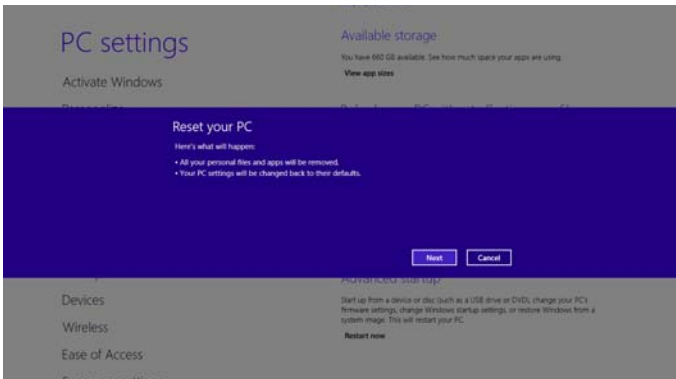 PC settings
Activate Windows
Available storage
You have 660 GB available. See how much space your apps are using.
View app sizes
Reset your PC
Here's what will happen:
• All your personal files and apps will be removed.
• Your PC settings will be changed back to their defaults.
Next
Cancel
Devices
Wireless
Ease of Access
Advanced startup
Start up from a device or disc (such as a USB drive or DVD), change your PC's
firmware settings, change Windows startup settings, or restore Windows from a
system image. This will restart your PC.
Restart now